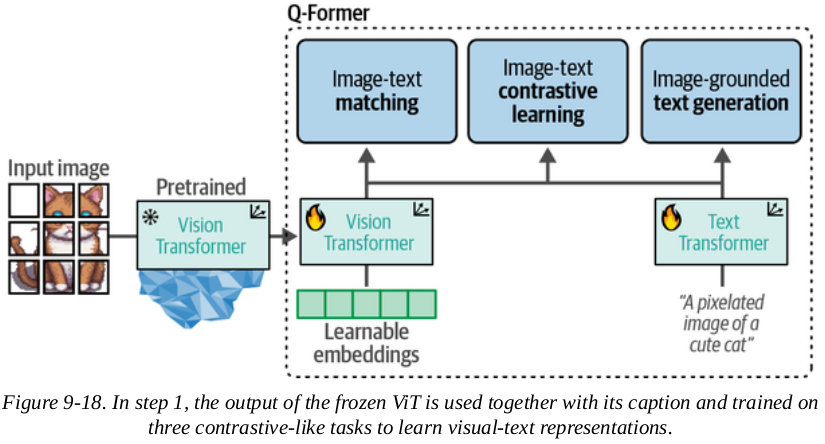 Q-Former
Image-text
matching
Image-text
contrastive
learning
Image-grounded
text generation
Input image
Pretrained
Vision
Transformer
Vision
Transformer
Text
Transformer
Learnable
embeddings
"A pixelated
image of a
cute cat"
Figure 9-18. In step 1, the output of the frozen ViT is used together with its caption and trained on
three contrastive-like tasks to learn visual-text representations.